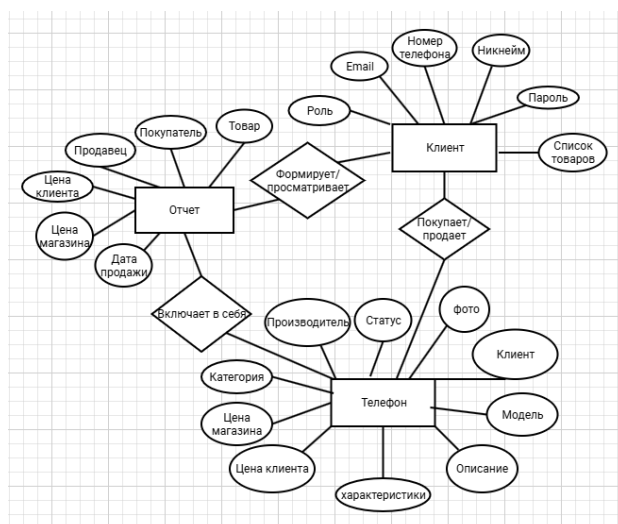 Номер
телефона
Никнейм
Email
Пароль
Роль
Клиент
Список
товаров
Товар
Покупатель
Продавец
Цена
клиента
Отчет
Цена
магазина
Дата
продажи
Формирует/
просматривает
Покупает/
продает
Включает в себя
Производитель
Статус
фото
Клиент
Категория
Телефон
Модель
Цена
магазина
Цена клиента
Описание
характеристики